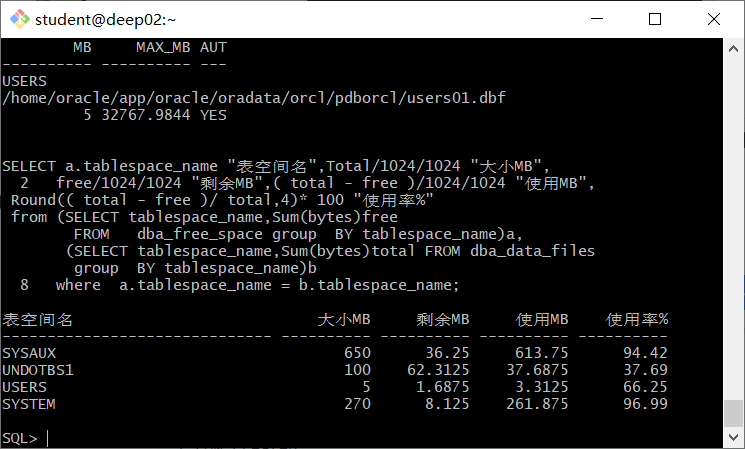 student@deep02:~
        MB     MAX_MB AUT
---------- ---------- ---
USERS
/home/oracle/app/oracle/oradata/orcl/pdborcl/users01.dbf
         5 32767.9844 YES
SELECT a.tablespace_name "表空间名",Total/1024/1024 "大小MB",
  2   free/1024/1024 "剩余MB",( total - free )/1024/1024 "使用MB",
 Round(( total - free )/ total,4)* 100 "使用率%"
 from (SELECT tablespace_name,Sum(bytes)free
        FROM   dba_free_space group  BY tablespace_name)a,
       (SELECT tablespace_name,Sum(bytes)total FROM dba_data_files
        group  BY tablespace_name)b
  8   where  a.tablespace_name = b.tablespace_name;
表空间名                           大小MB     剩余MB     使用MB    使用率%
------------------------------ ---------- ---------- ---------- ----------
SYSAUX                                650      36.25     613.75      94.42
UNDOTBS1                              100    62.3125    37.6875      37.69
USERS                                   5     1.6875     3.3125      66.25
SYSTEM                                270      8.125    261.875      96.99
SQL>